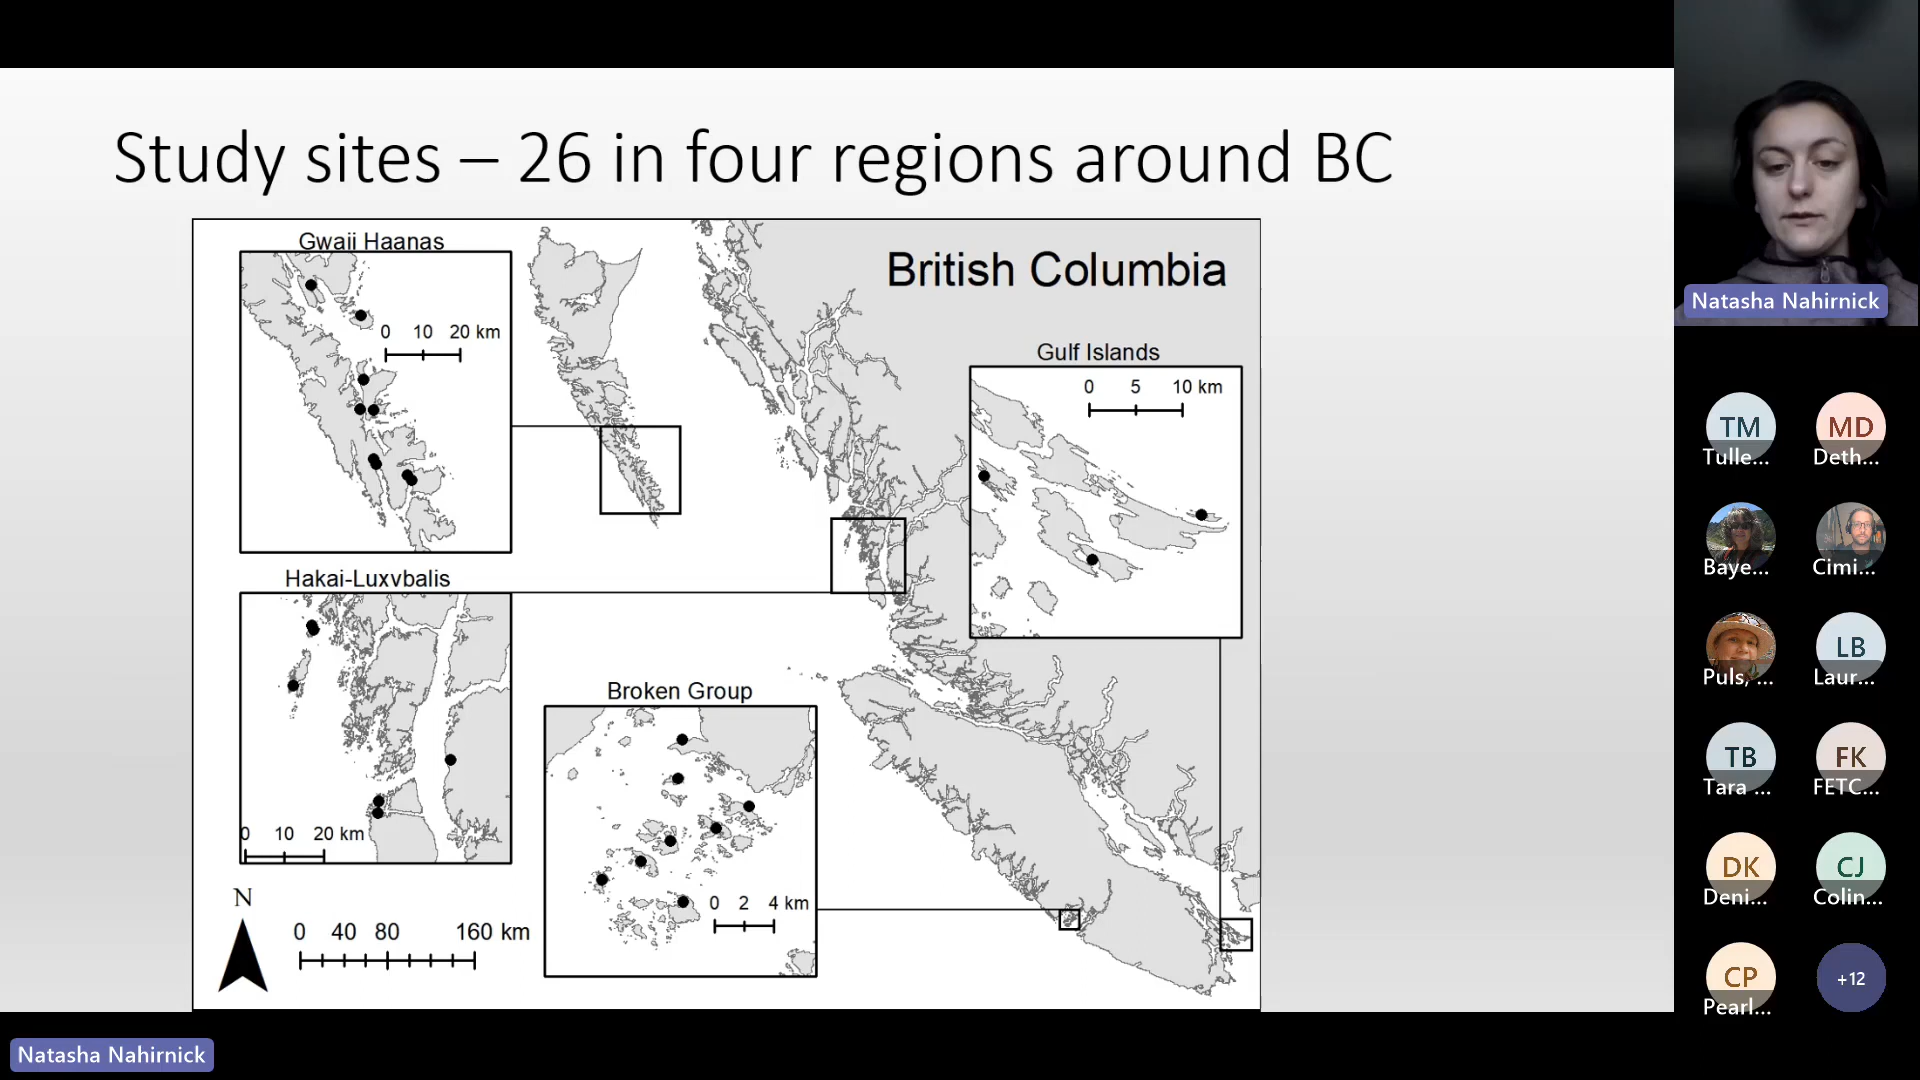 Study sites – 26 in four regions around BC
Gwaii Haanas
0 10 20 km
British Columbia
Gulf Islands
0 5 10 km
Hakai-Luxvbalis
0 10 20 km
Broken Group
0 2 4 km
N
0 40 80 160 km
Natasha Nahirnick
Natasha Nahirnick
TM
Tulle...
MD
Deth...
Baye...
Cimi...
Puls, ...
LB
Laur...
TB
Tara ...
FK
FETC...
DK
Deni...
CJ
Colin...
CP
Pearl...
+12